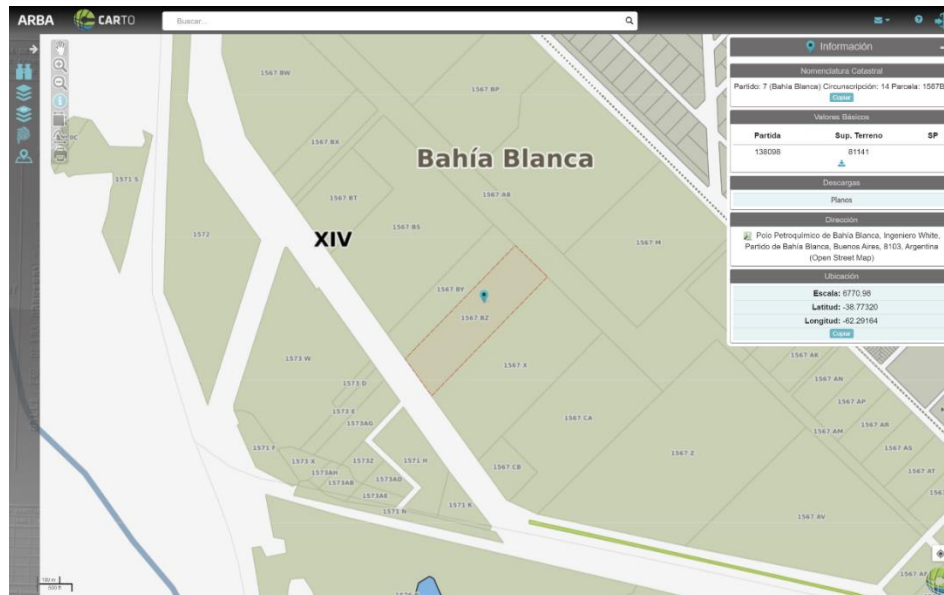 ARBA CARTO Buscar...
Información
Nomenclatura Catastral
Partido: 7 (Bahía Blanca) Circunscripción: 14 Parcela: 1567B
Copiar
Valores Básicos
Partida Sup. Terreno SP
138098 81141
Descargas
Planos
Dirección
Polo Petroquímico de Bahía Blanca, Ingeniero White,
Partido de Bahía Blanca, Buenos Aires, 8103, Argentina
(Open Street Map)
Ubicación
Escala: 6770.98
Latitud: -38.77320
Longitud: -62.29164
Copiar
1567 BW
1567 BP
1567 BX
Bahía Blanca
1571 S
1567 BT
1567 AB
1567 BS
1572
XIV
1567 M
1567 BY
1567 BZ
1573 W
1567 X
1567 AK
1573 D
1567 AN
1573 E
1567 AP
1573AG
1567 CA
1567 AM
1567 AR
1571 F
1567 AS
1573 X
1573Z
1571 H
1567 Z
1573AH
1567 CB
1567 AT
1573AB
1573AD
1571 K
1571 N
1567 AV
1567 AF